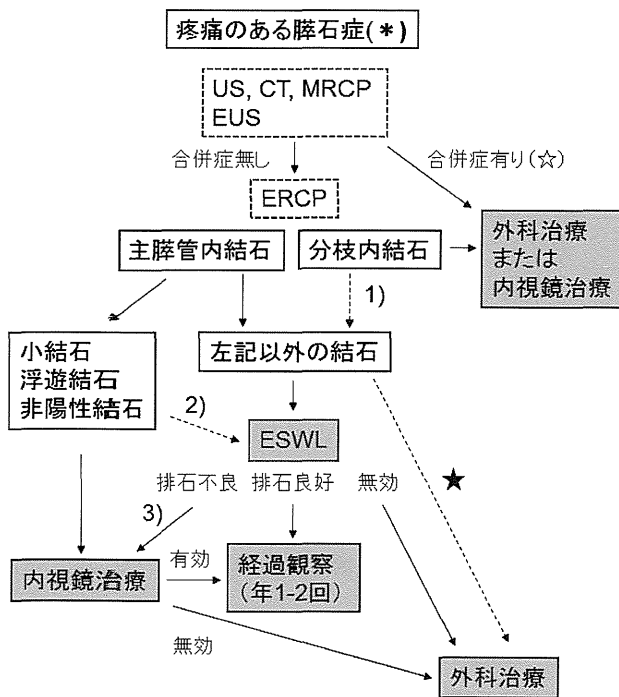 疼痛のある膵石症(＊)
US, CT, MRCP
EUS
合併症無し
合併症有り(☆)
ERCP
主膵管内結石
分枝内結石
外科治療
または
内視鏡治療
1)
小結石
浮遊結石
非陽性結石
左記以外の結石
2)
ESWL
★
排石不良
排石良好
無効
3)
内視鏡治療
有効
経過観察
(年1-2回)
無効
外科治療